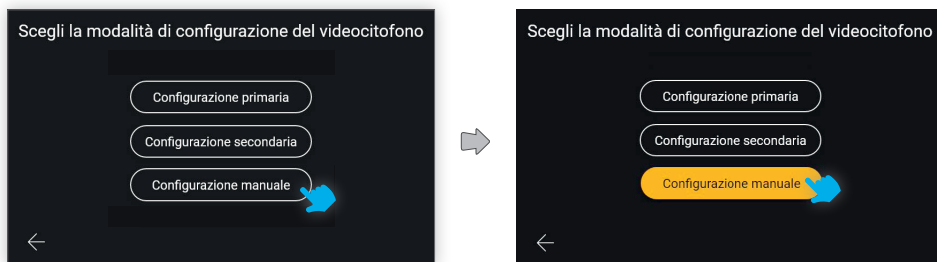 Scegli la modalità di configurazione del videocitofono
Configurazione primaria
Configurazione secondaria
Configurazione manuale
Scegli la modalità di configurazione del videocitofono
Configurazione primaria
Configurazione secondaria
Configurazione manuale